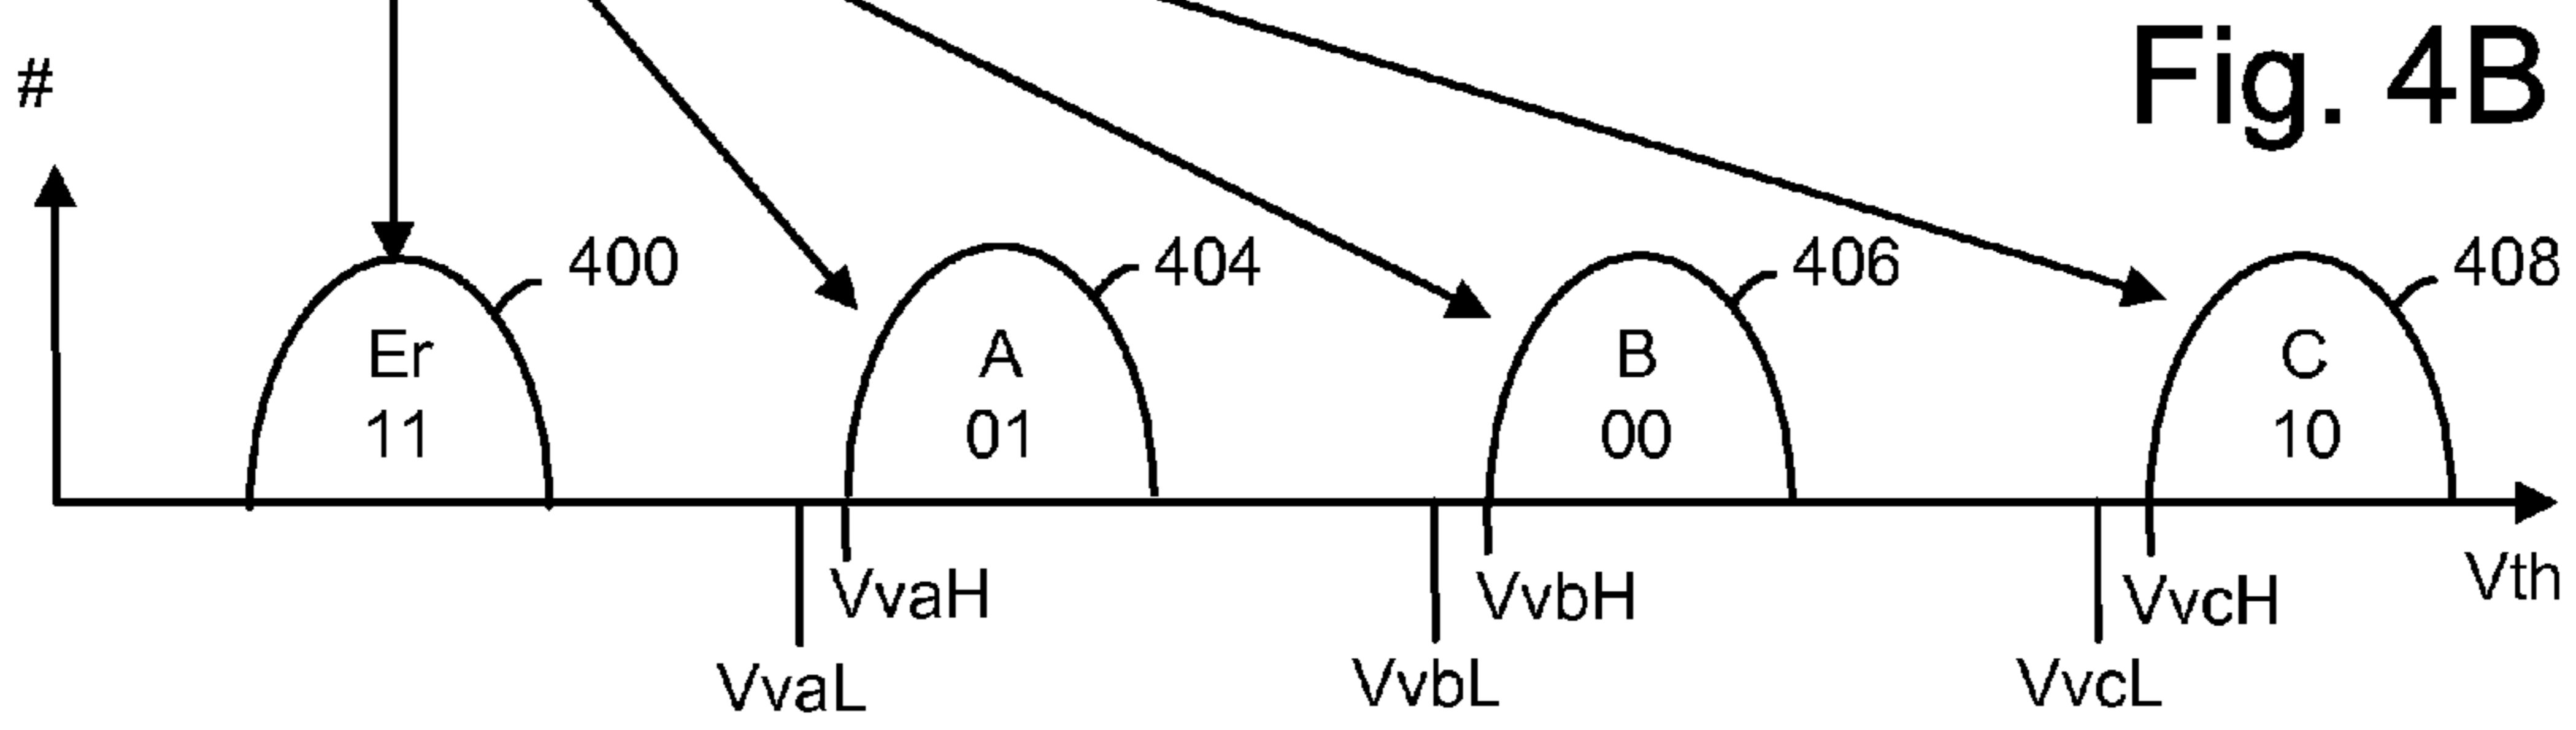 Fig. 4B
#
400
404
406
408
Er
11
A
01
B
00
C
10
Vth
VvaH
VvbH
VvcH
VvaL
VvbL
VvcL